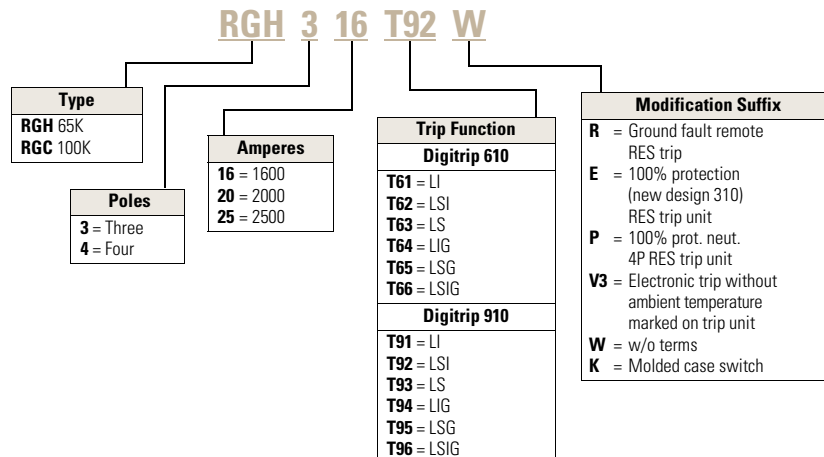 RGH 3 16 T92 W
Type
RGH 65K
RGC 100K
Poles
3 = Three
4 = Four
Amperes
16 = 1600
20 = 2000
25 = 2500
Trip Function
Digitrip 610
T61 = LI
T62 = LSI
T63 = LS
T64 = LIG
T65 = LSG
T66 = LSIG
Digitrip 910
T91 = LI
T92 = LSI
T93 = LS
T94 = LIG
T95 = LSG
T96 = LSIG
Modification Suffix
R = Ground fault remote
RES trip
E = 100% protection
(new design 310)
RES trip unit
P = 100% prot. neut.
4P RES trip unit
V3 = Electronic trip without
ambient temperature
marked on trip unit
W = w/o terms
K = Molded case switch